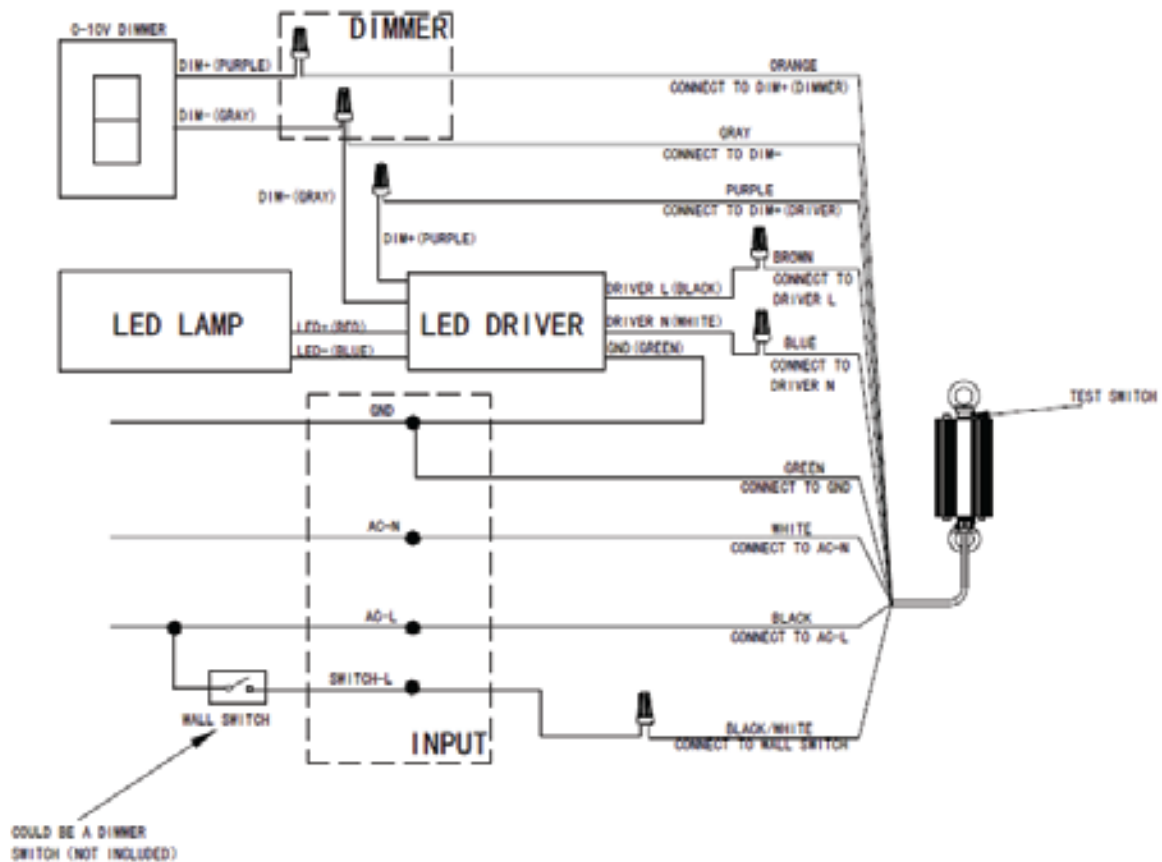 0-10V DIMMER
DIMMER
DIM+(PURPLE)
ORANGE
CONNECT TO DIM+(DIMMER)
DIM-(GRAY)
GRAY
CONNECT TO DIM-
DIM-(GRAY)
PURPLE
CONNECT TO DIM+(DRIVER)
DIM+(PURPLE)
BROWN
CONNECT TO
DRIVER L
LED LAMP
LED+(RED)
LED-(BLUE)
LED DRIVER
DRIVER L(BLACK)
DRIVER N(WHITE)
GND(GREEN)
BLUE
CONNECT TO
DRIVER N
TEST SWITCH
GND
GREEN
CONNECT TO GND
AC-N
WHITE
CONNECT TO AC-N
AC-L
BLACK
CONNECT TO AC-L
SWITCH-L
WALL SWITCH
INPUT
BLACK/WHITE
CONNECT TO WALL SWITCH
COULD BE A DIMMER
SWITCH (NOT INCLUDED)